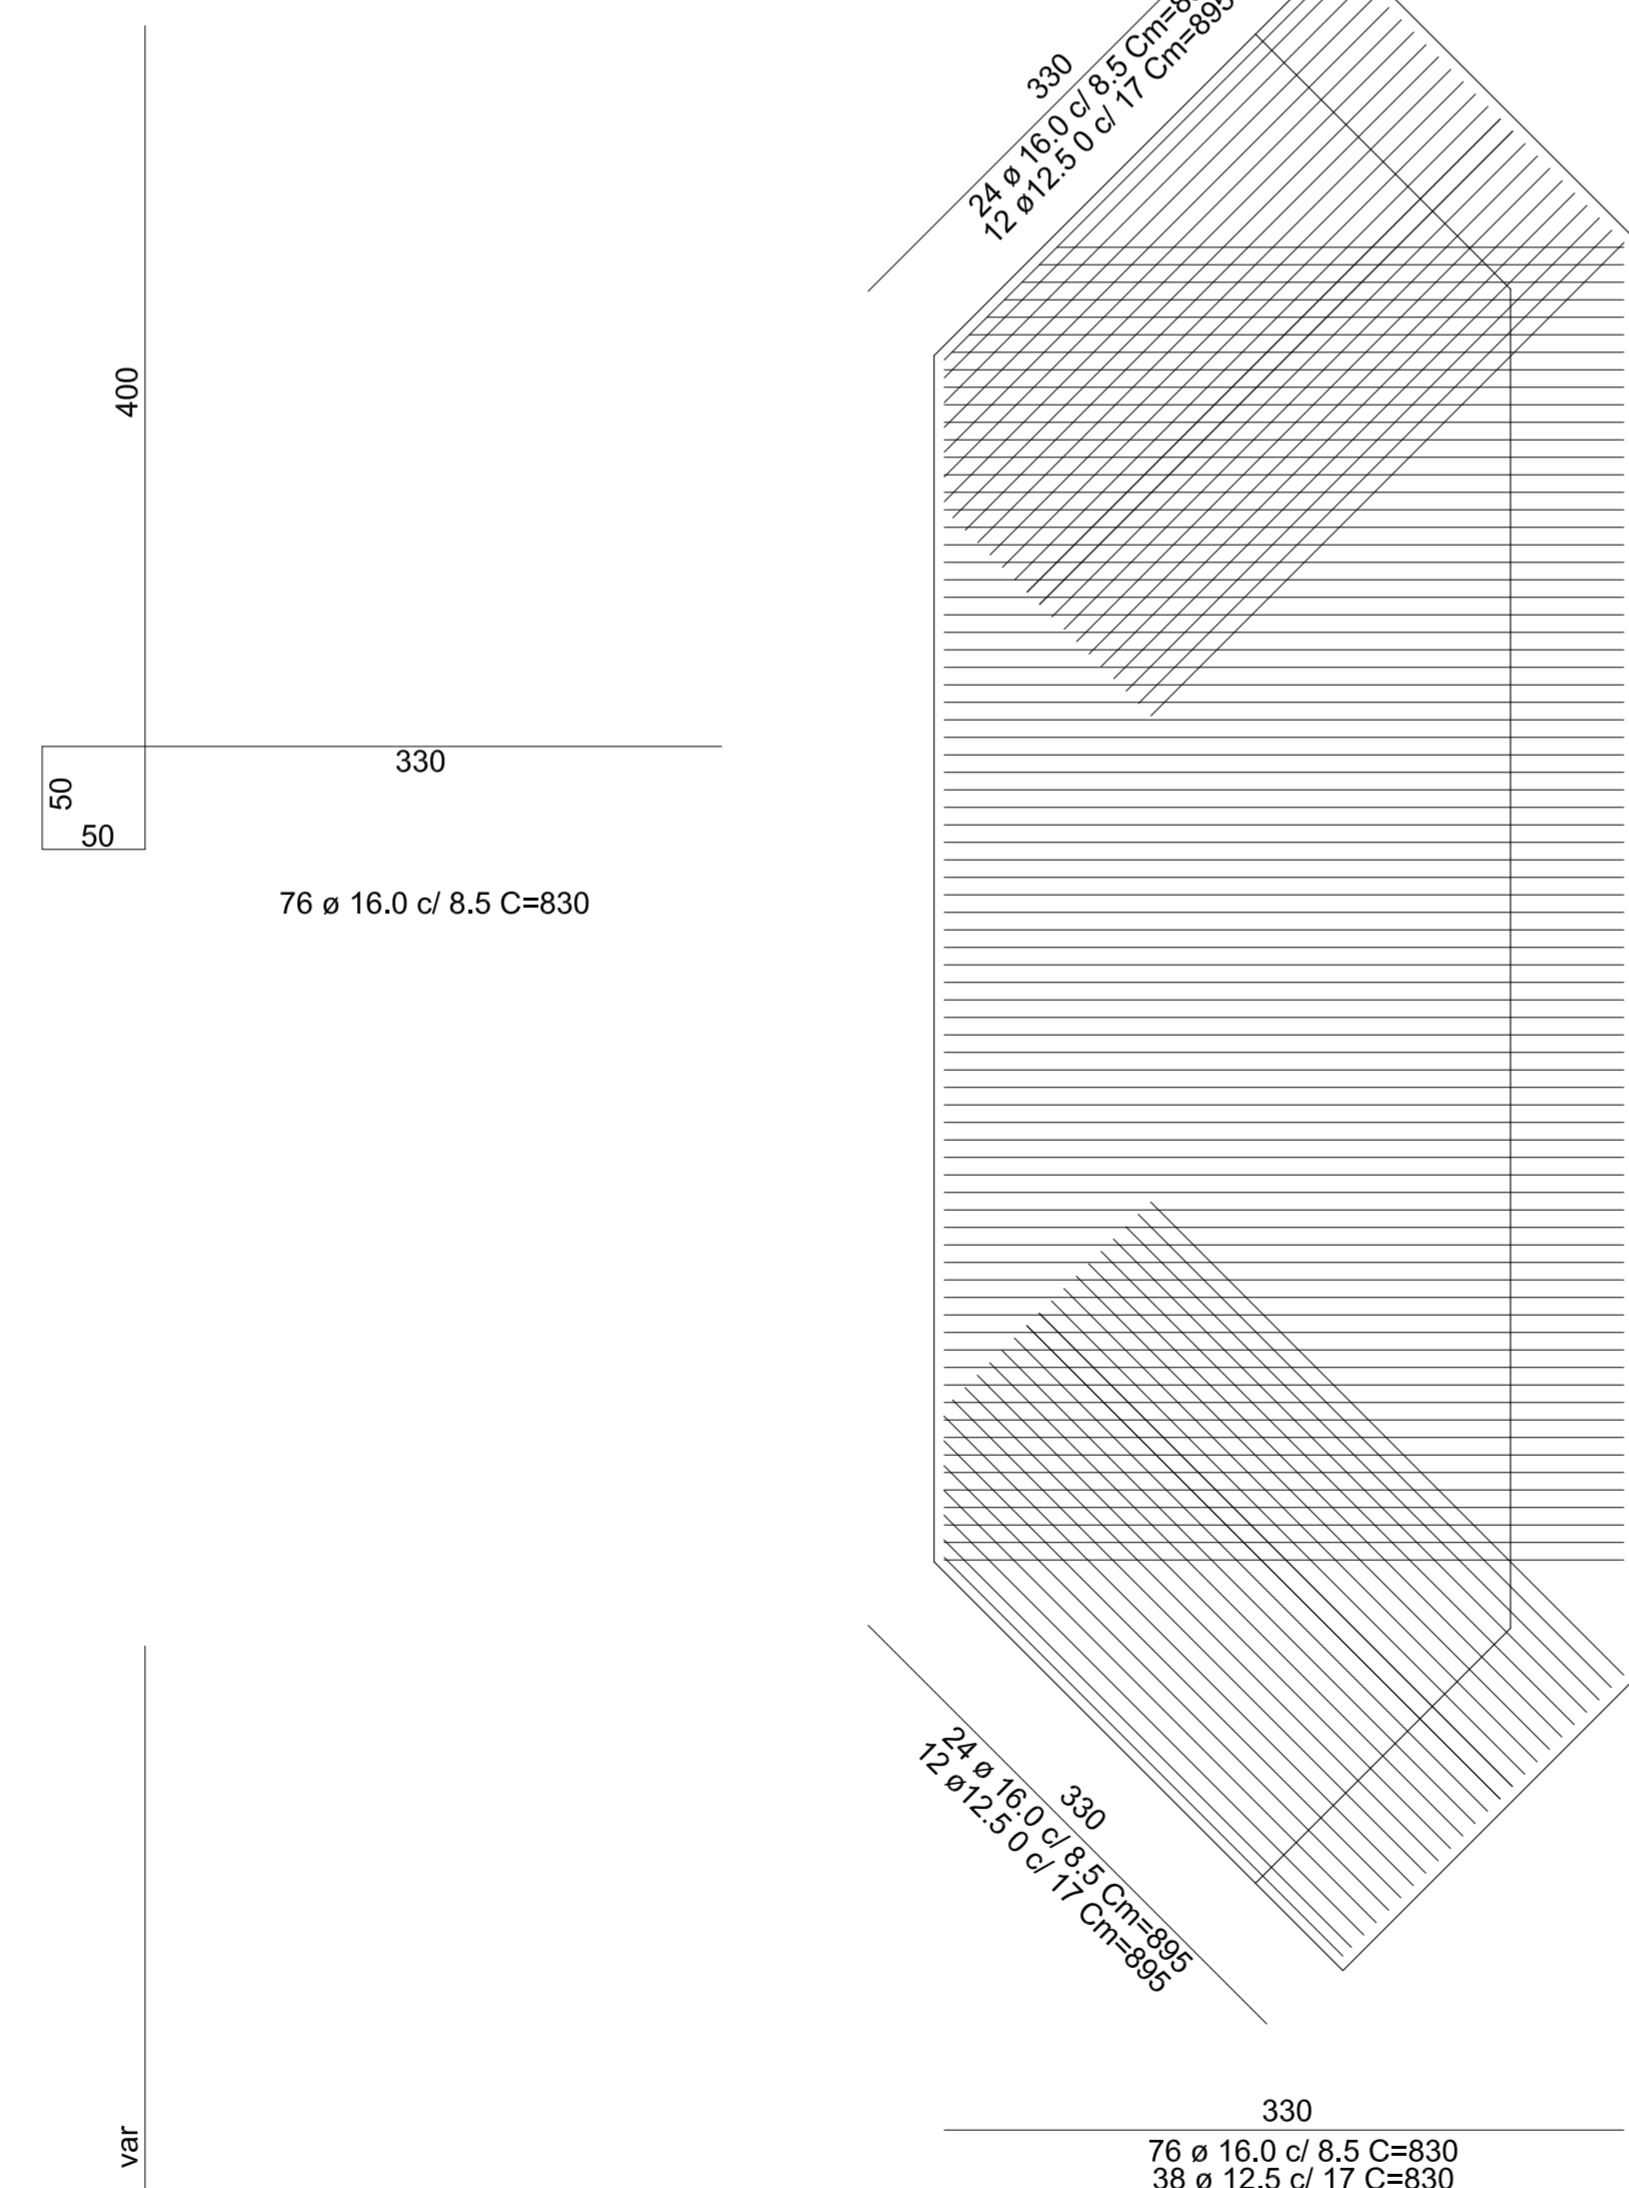 330
24 ø 16.0 c/ 8.5
12 ø12.5 0 c/ 17 Cm=895
400
330
50
50
76 ø 16.0 c/ 8.5 C=830
330
24 ø 16.0 c/ 8.5 Cm=895
12 ø12.5 0 c/ 17 Cm=895
var
330
76 ø 16.0 c/ 8.5 C=830
38 ø 12.5 c/ 17 C=830